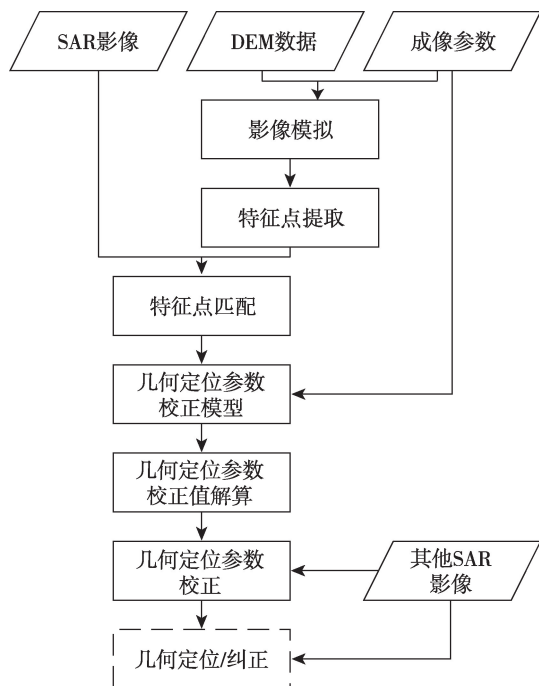 SAR影像
DEM数据
成像参数
影像模拟
特征点提取
特征点匹配
几何定位参数
校正模型
几何定位参数
校正值解算
几何定位参数
校正
其他SAR
影像
几何定位/纠正